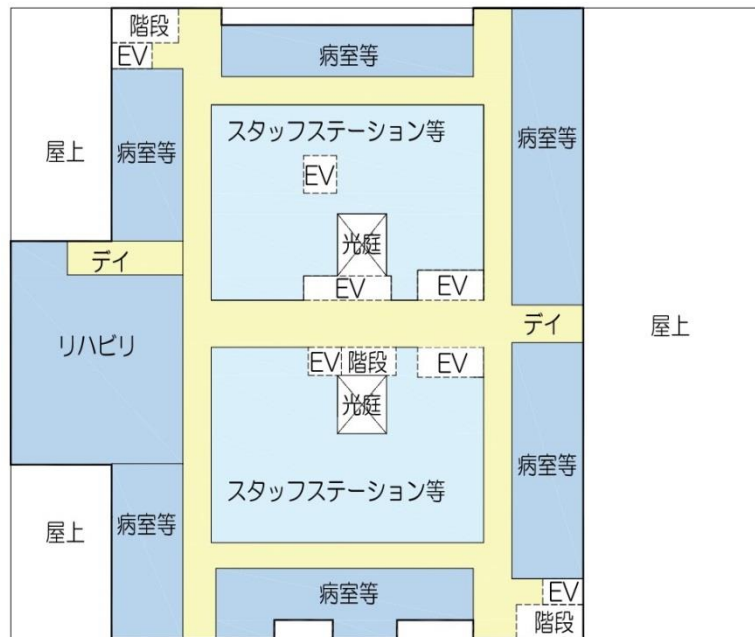 階段
EV
病室等
スタッフステーション等
屋上
病室等
病室等
EV
光庭
デイ
EV
EV
リハビリ
デイ
屋上
EV
階段
EV
光庭
病室等
スタッフステーション等
屋上
病室等
病室等
EV
階段